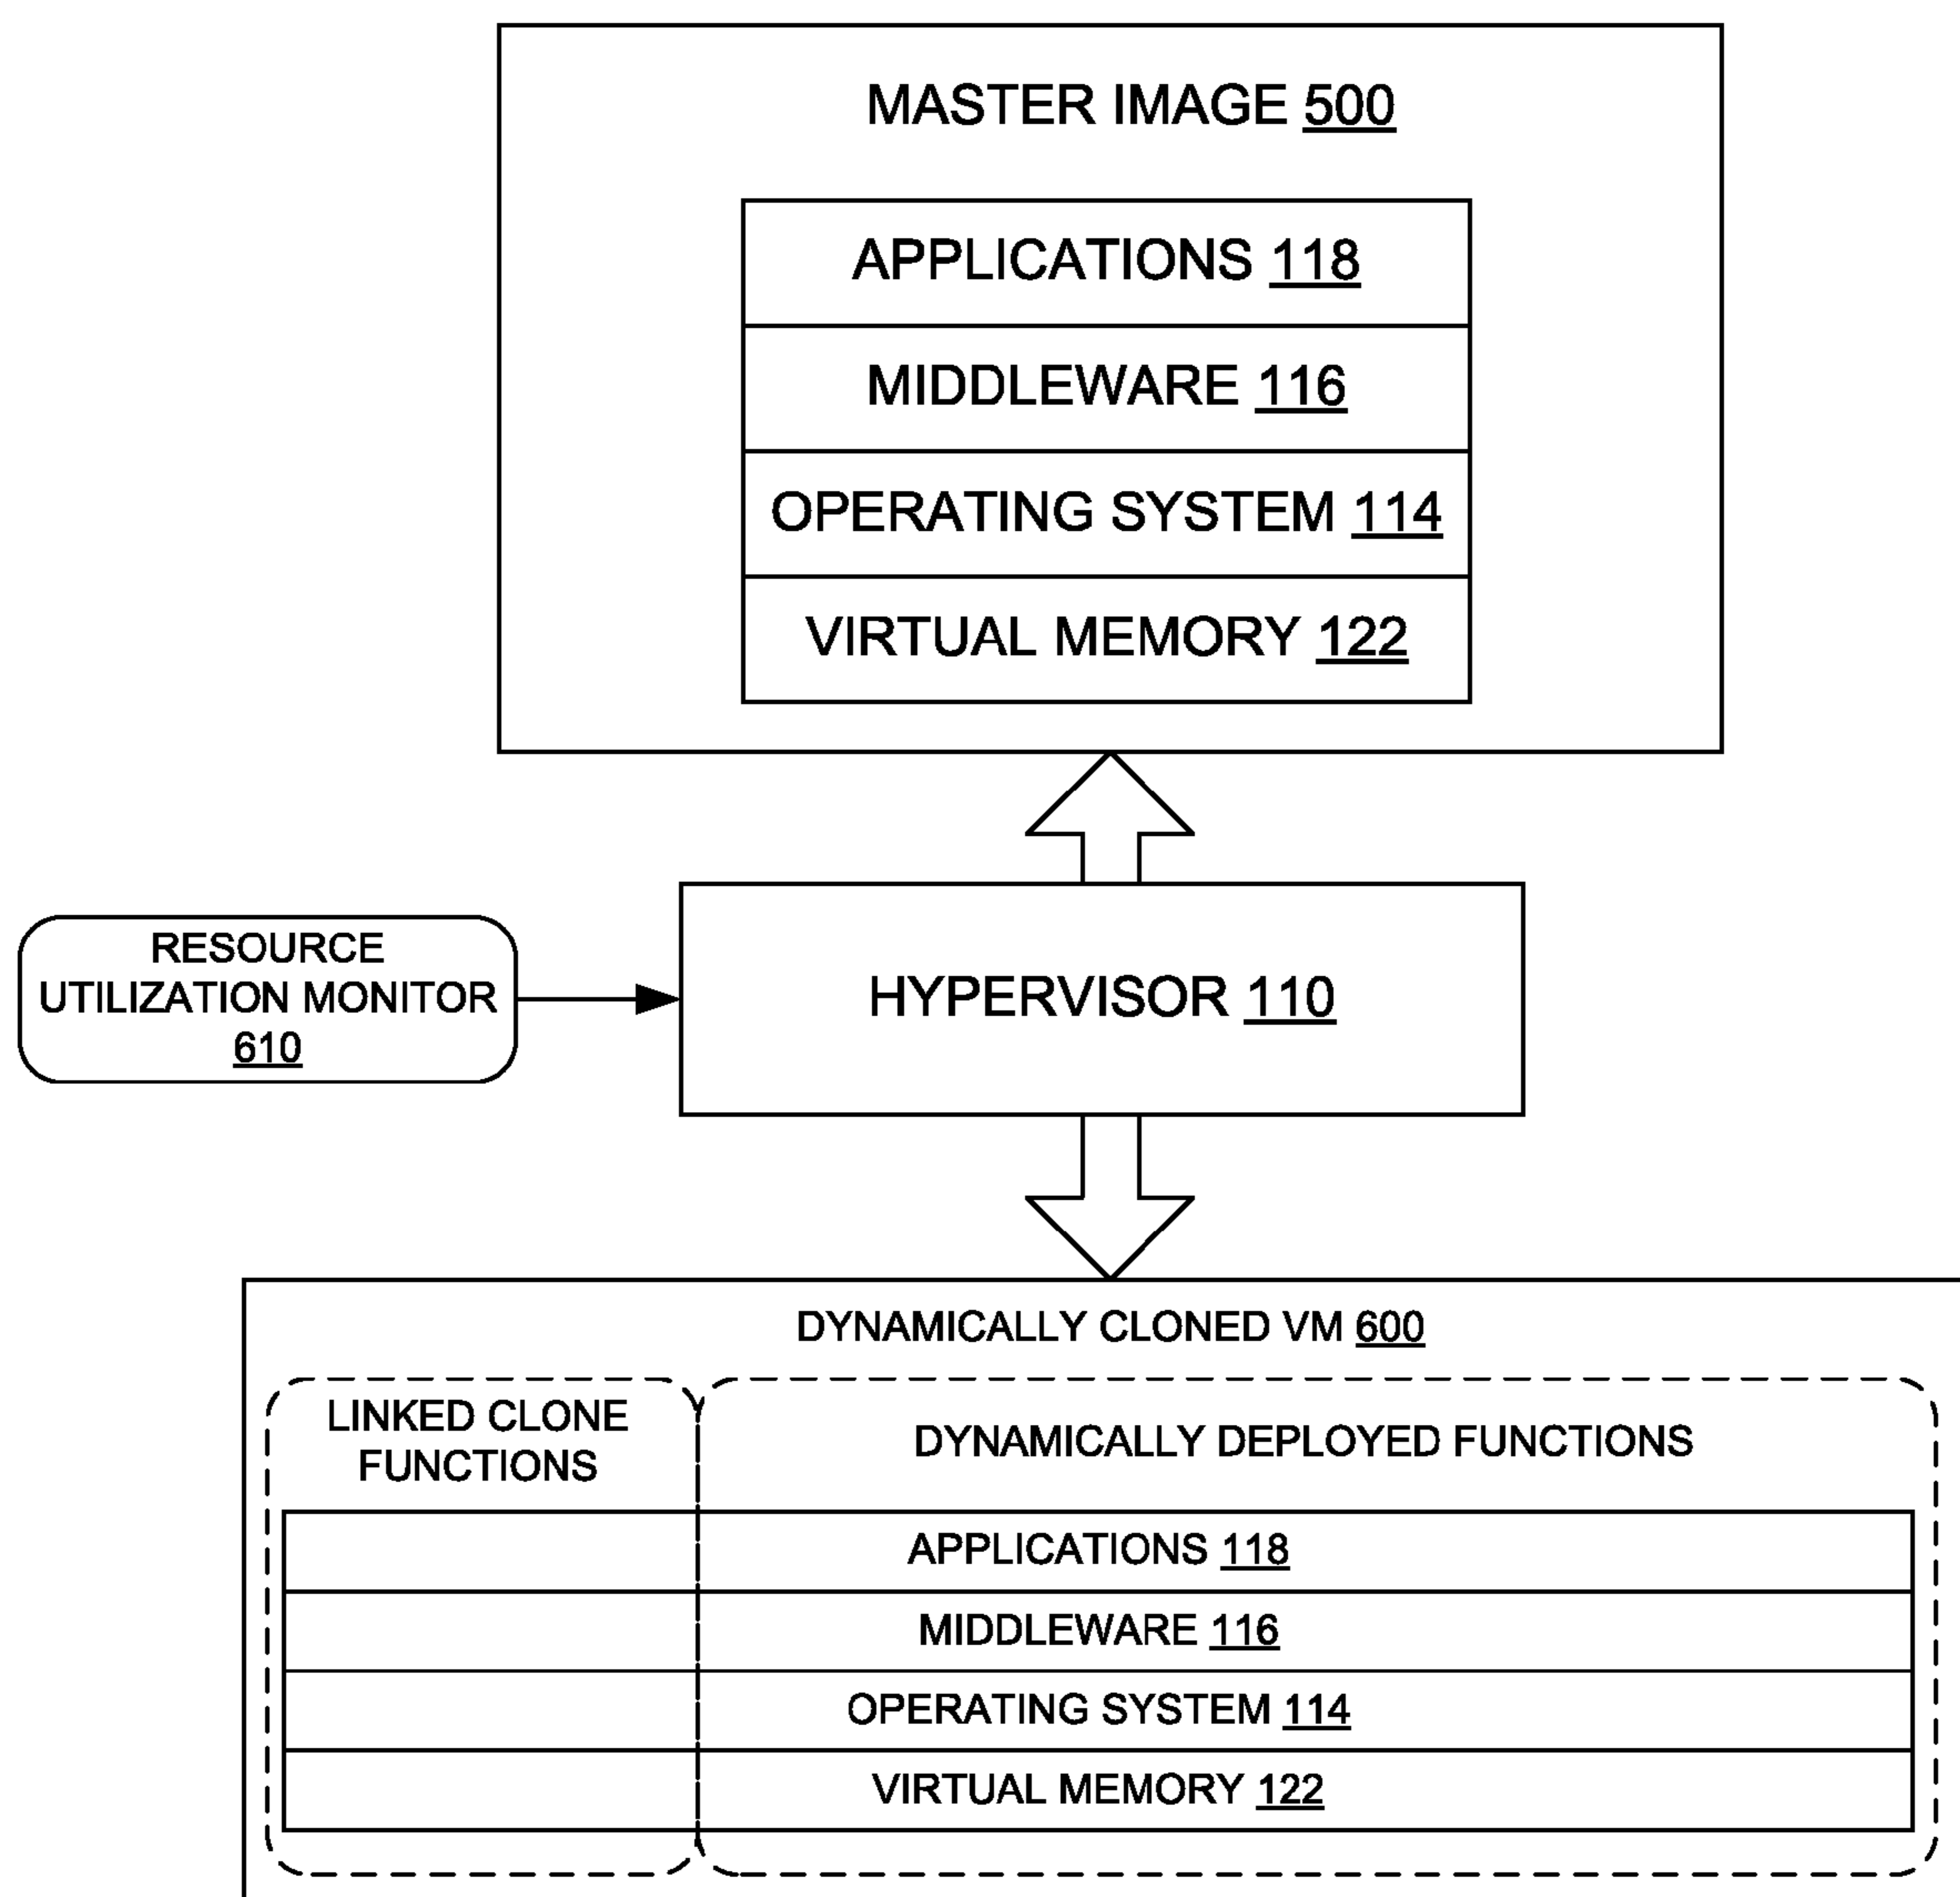 MASTER IMAGE 500
APPLICATIONS 118
MIDDLEWARE 116
OPERATING SYSTEM 114
VIRTUAL MEMORY 122
RESOURCE
UTILIZATION MONITOR
610
HYPERVISOR 110
DYNAMICALLY CLONED VM 600
LINKED CLONE
FUNCTIONS
DYNAMICALLY DEPLOYED FUNCTIONS
APPLICATIONS 118
MIDDLEWARE 116
OPERATING SYSTEM 114
VIRTUAL MEMORY 122